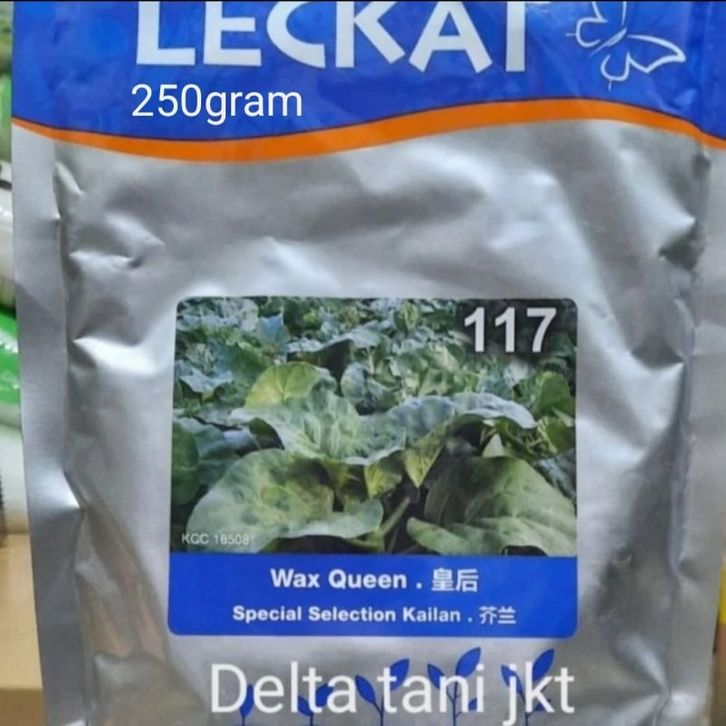 LECKAT
250gram
117
KGC 18508
Wax Queen . 皇后
Special Selection Kailan . 芥兰
Delta tani jkt